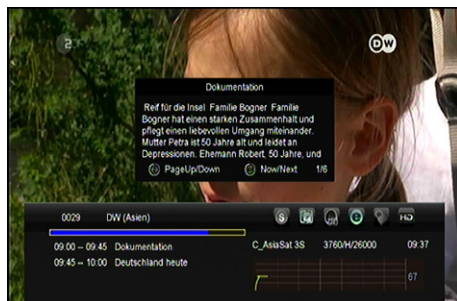 2
DW
Dokumentation
Reif für die Insel Familie Bogner Familie
Bogner hat einen starken Zusammenhalt und
pflegt einen liebevollen Umgang miteinander.
Mutter Petra ist 50 Jahre alt und leidet an
Depressionen. Ehemann Robert, 50 Jahre, und
PageUp/Down Now/Next 1/6
0029 DW (Asien) HD
09:00 -- 09:45 Dokumentation C_AsiaSat 3S 3760/H/26000 09:37
09:45 -- 10:00 Deutschland heute
67